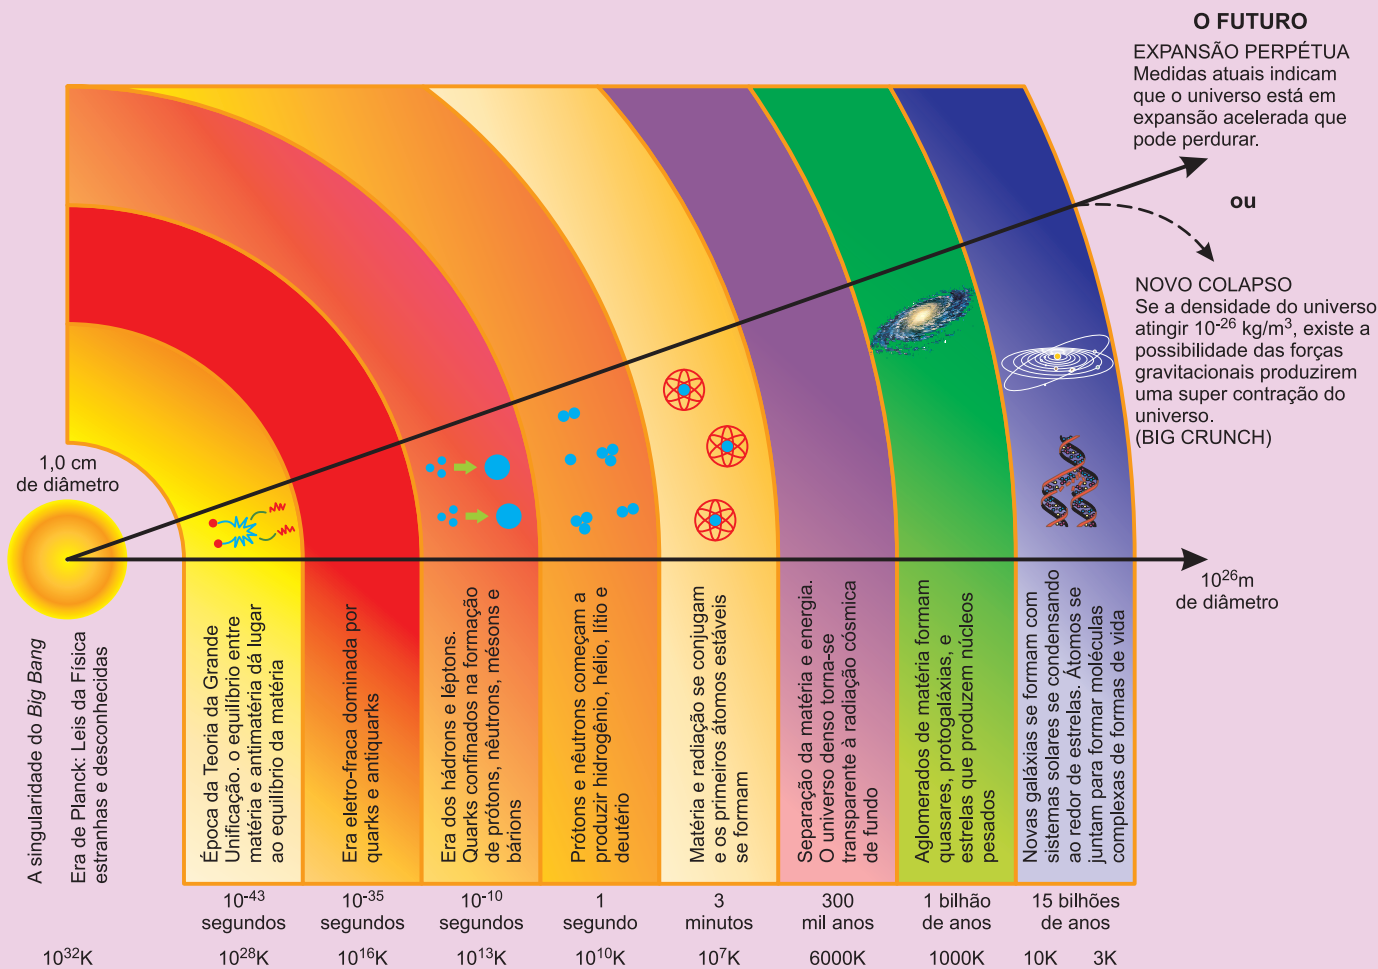 O FUTURO
EXPANSÃO PERPÉTUA
Medidas atuais indicam
que o universo está em
expansão acelerada que
pode perdurar.
ou
NOVO COLAPSO
Se a densidade do universo
atingir 10-26 kg/m3, existe a
possibilidade das forças
gravitacionais produzirem
uma super contração do
universo.
(BIG CRUNCH)
1,0 cm
de diâmetro
1026m
de diâmetro
A singularidade do Big Bang
Era de Planck: Leis da Física
estranhas e desconhecidas
Época da Teoria da Grande
Unificação. o equilíbrio entre
matéria e antimatéria dá lugar
ao equilíbrio da matéria
Era eletro-fraca dominada por
quarks e antiquarks
Era dos hádrons e léptons.
Quarks confinados na formação
de prótons, nêutrons, mésons e
bárions
Prótons e nêutrons começam a
produzir hidrogênio, hélio, lítio e
deutério
Matéria e radiação se conjugam
e os primeiros átomos estáveis
se formam
Separação da matéria e energia.
O universo denso torna-se
transparente à radiação cósmica
de fundo
Aglomerados de matéria formam
quasares, protogaláxias, e
estrelas que produzem núcleos
pesados
Novas galáxias se formam com
sistemas solares se condensando
ao redor de estrelas. Átomos se
juntam para formar moléculas
complexas de formas de vida
10-43
segundos
10-35
segundos
10-10
segundos
1
segundo
3
minutos
300
mil anos
1 bilhão
de anos
15 bilhões
de anos
1032K
1028K
1016K
1013K
1010K
107K
6000K
1000K
10K
3K